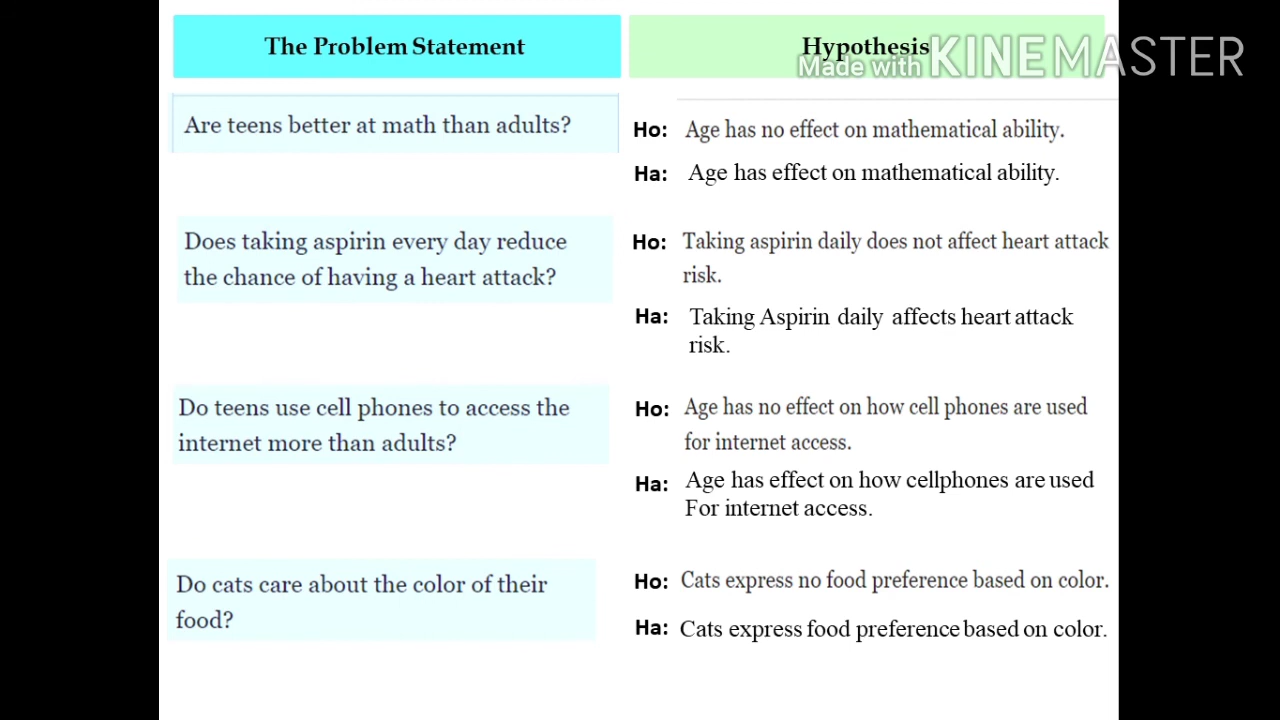 The Problem Statement
Hypothesis
Made with KINEMASTER
Are teens better at math than adults?
Ho: Age has no effect on mathematical ability.
Ha: Age has effect on mathematical ability.
Does taking aspirin every day reduce
the chance of having a heart attack?
Ho: Taking aspirin daily does not affect heart attack
risk.
Ha: Taking Aspirin daily affects heart attack
risk.
Do teens use cell phones to access the
internet more than adults?
Ho: Age has no effect on how cell phones are used
for internet access.
Ha: Age has effect on how cellphones are used
For internet access.
Do cats care about the color of their
food?
Ho: Cats express no food preference based on color.
Ha: Cats express food preference based on color.